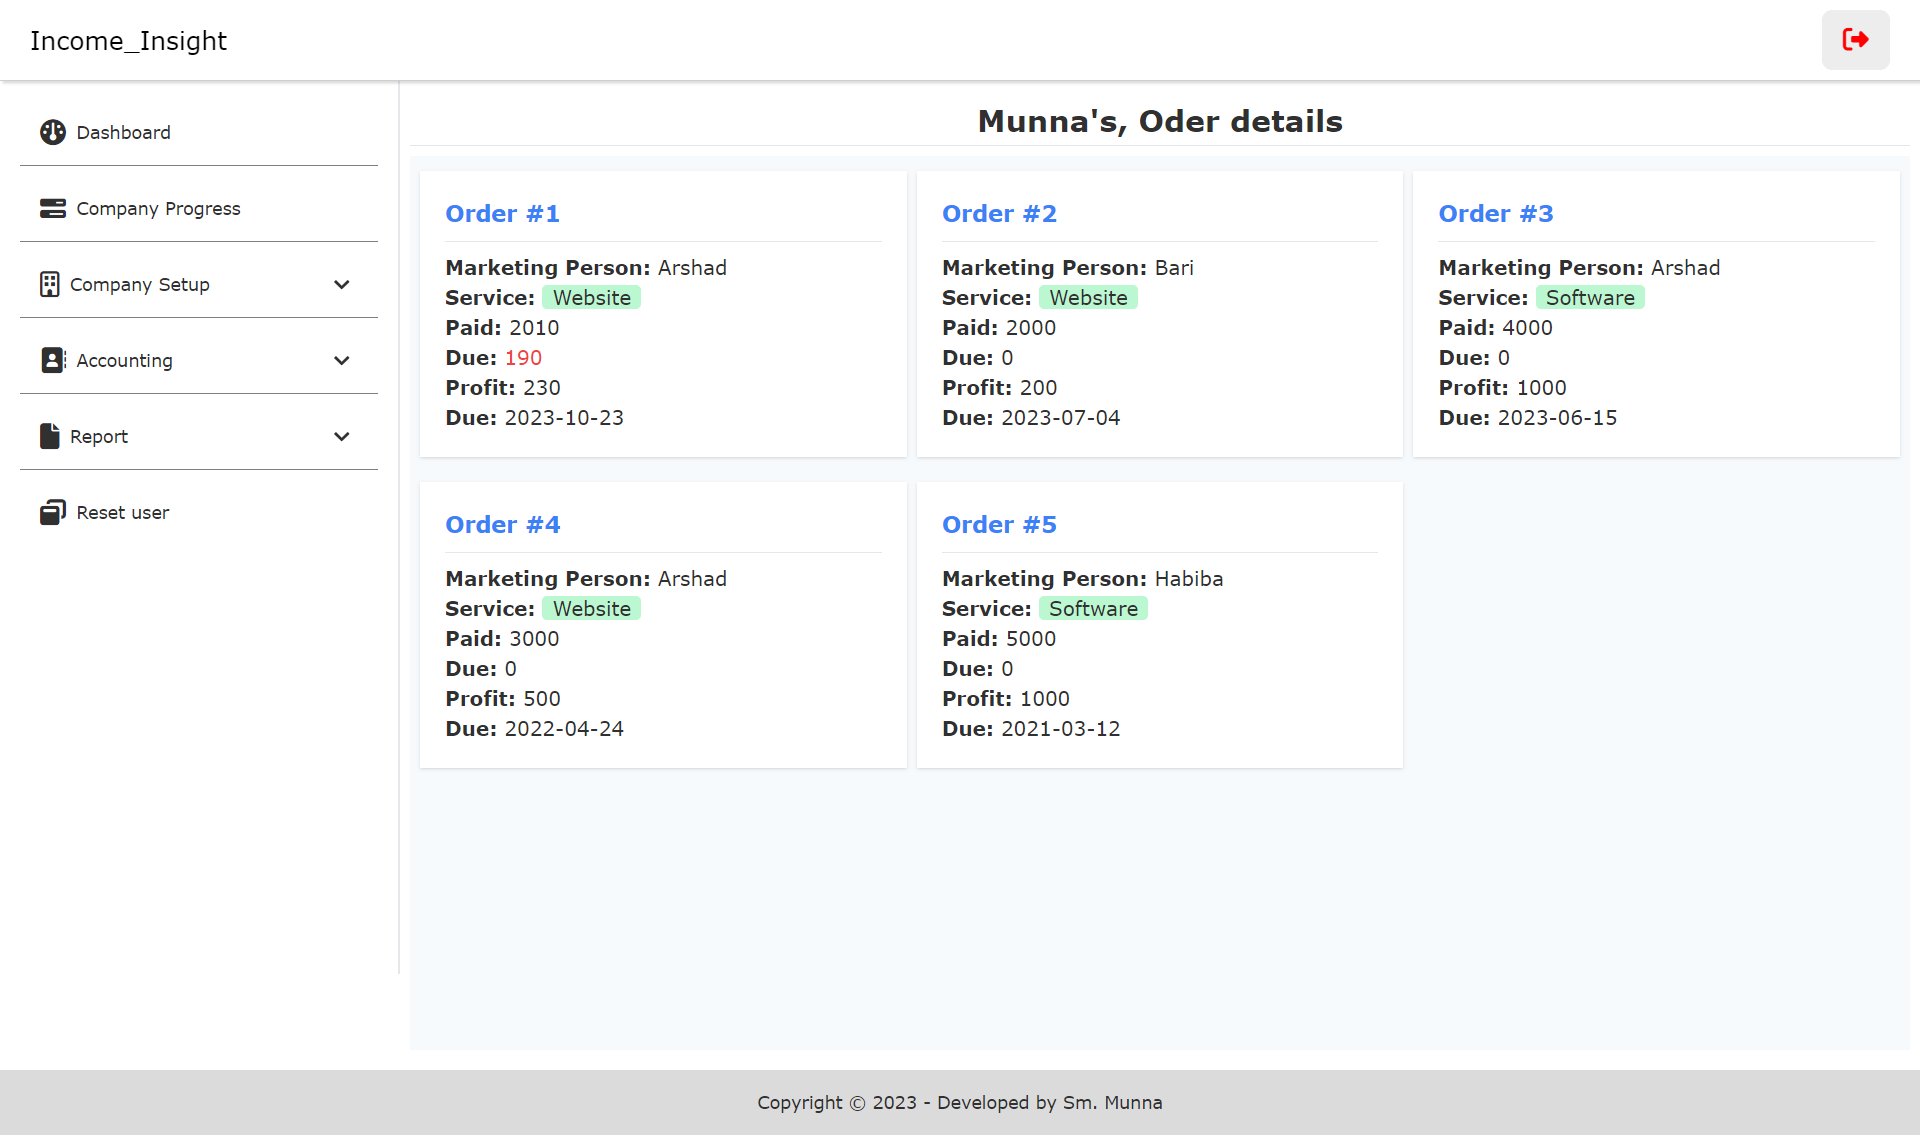 Income_Insight
Dashboard
Company Progress
Company Setup
Accounting
Report
Reset user
Munna's, Oder details
Order #1
Marketing Person: Arshad
Service: Website
Paid: 2010
Due: 190
Profit: 230
Due: 2023-10-23
Order #2
Marketing Person: Bari
Service: Website
Paid: 2000
Due: 0
Profit: 200
Due: 2023-07-04
Order #3
Marketing Person: Arshad
Service: Software
Paid: 4000
Due: 0
Profit: 1000
Due: 2023-06-15
Order #4
Marketing Person: Arshad
Service: Website
Paid: 3000
Due: 0
Profit: 500
Due: 2022-04-24
Order #5
Marketing Person: Habiba
Service: Software
Paid: 5000
Due: 0
Profit: 1000
Due: 2021-03-12
Copyright © 2023 - Developed by Sm. Munna